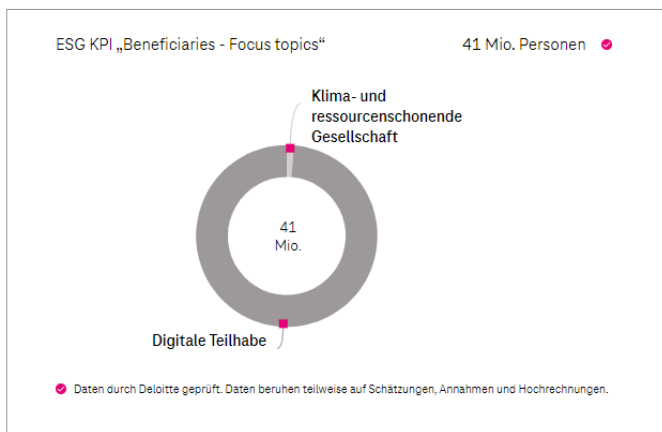 ESG KPI „Beneficiaries - Focus topics“
41 Mio. Personen
Klima- und
ressourcenschonende
Gesellschaft
41
Mio.
Digitale Teilhabe
Daten durch Deloitte geprüft. Daten beruhen teilweise auf Schätzungen, Annahmen und Hochrechnungen.